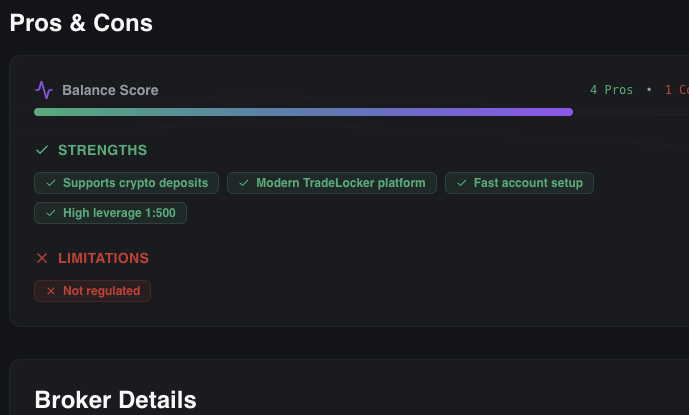 Pros & Cons
Balance Score
4 Pros • 1 Co
STRENGTHS
Supports crypto deposits
Modern TradeLocker platform
Fast account setup
High leverage 1:500
LIMITATIONS
Not regulated
Broker Details